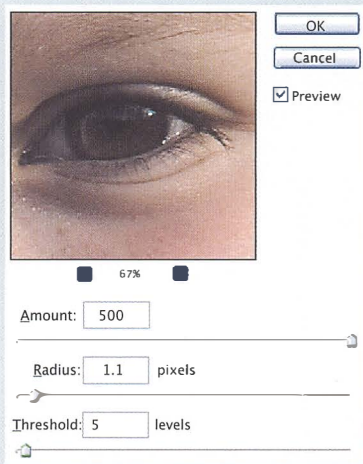 OK
Cancel
Preview
67%
Amount: 500
Radius: 1.1 pixels
Threshold: 5 levels